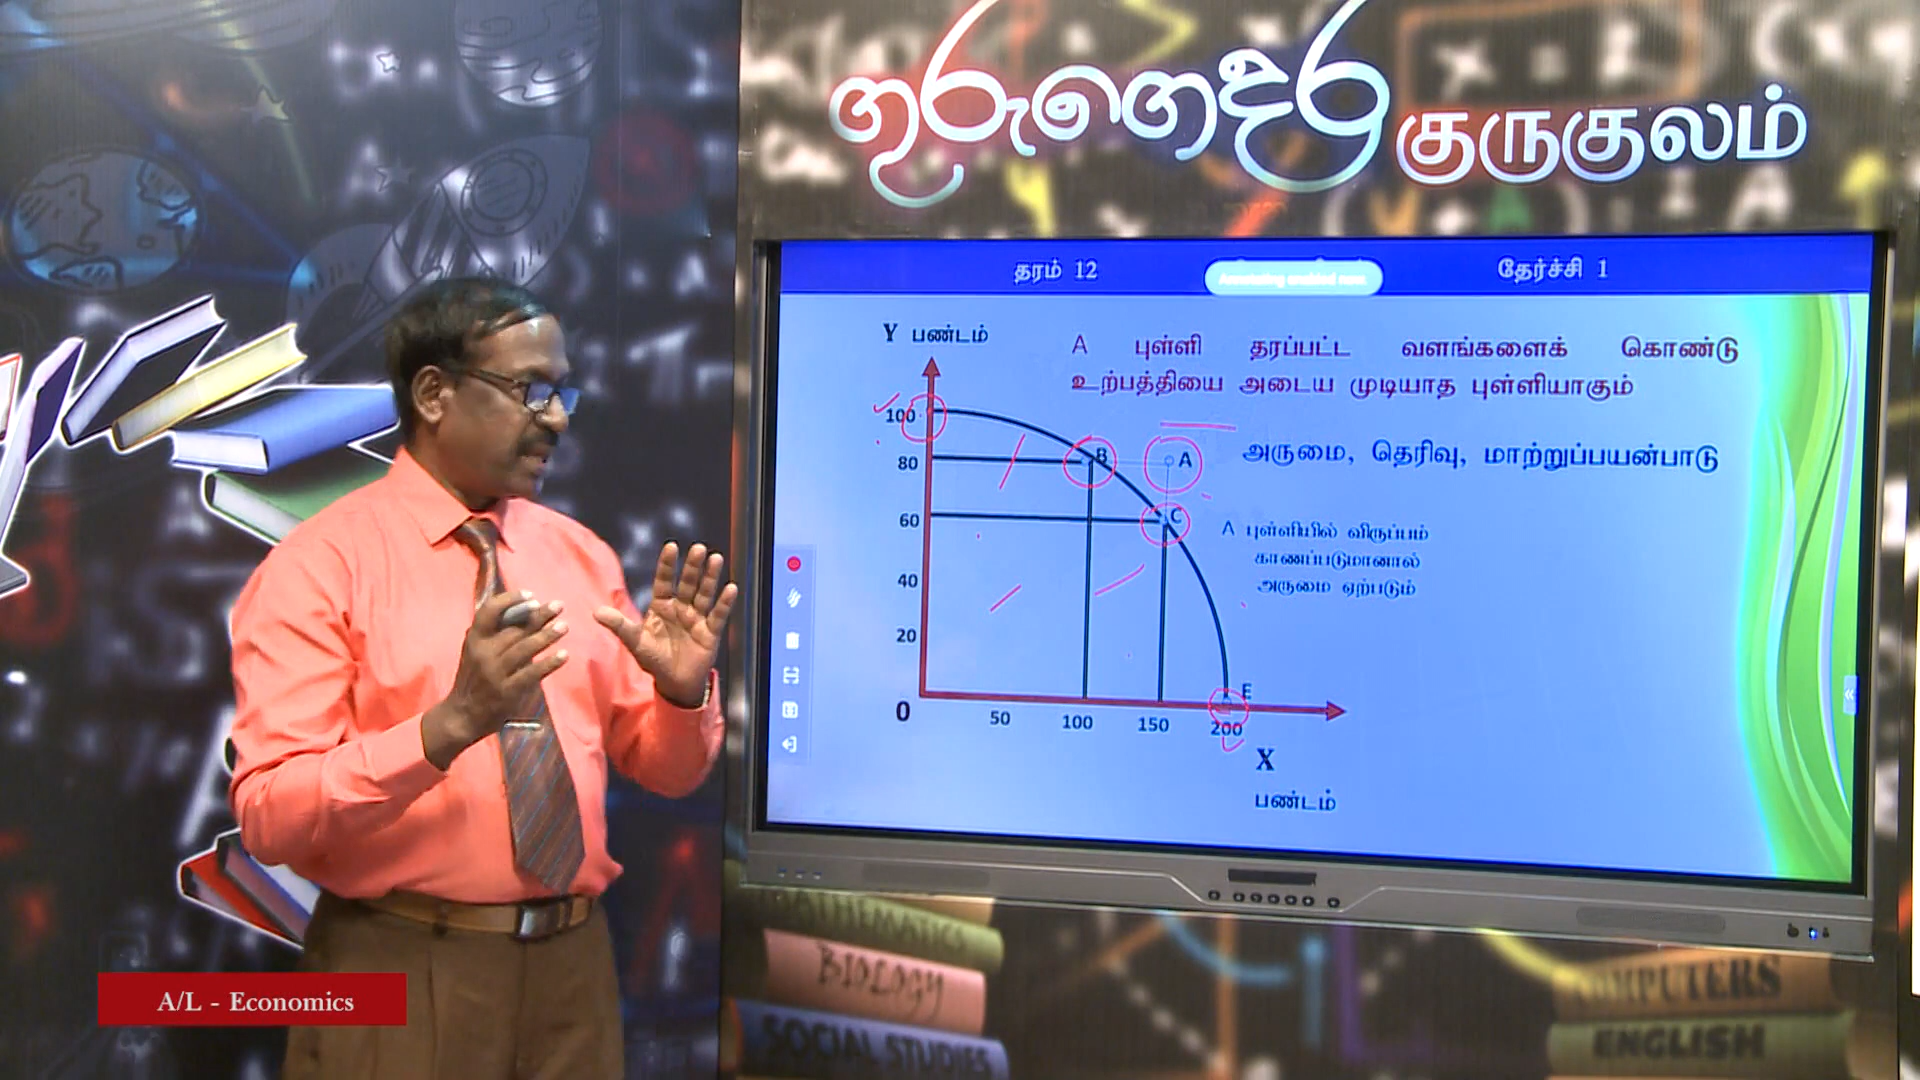 ගුරුගෙදර குருகுலம்
தரம் 12
தேர்ச்சி 1
Y பண்டம்
A புள்ளி தரப்பட்ட வளங்களைக் கொண்டு
உற்பத்தியை அடைய முடியாத புள்ளியாகும்
100
B
A
அருமை, தெரிவு, மாற்றுப்பயன்பாடு
80
C
60
A புள்ளியில் விருப்பம்
காணப்படுமானால்
அருமை ஏற்படும்
40
20
E
0
50
100
150
200
X
பண்டம்
A/L - Economics
MATHEMATICS
BIOLOGY
SOCIAL STUDIES
COMPUTERS
ENGLISH